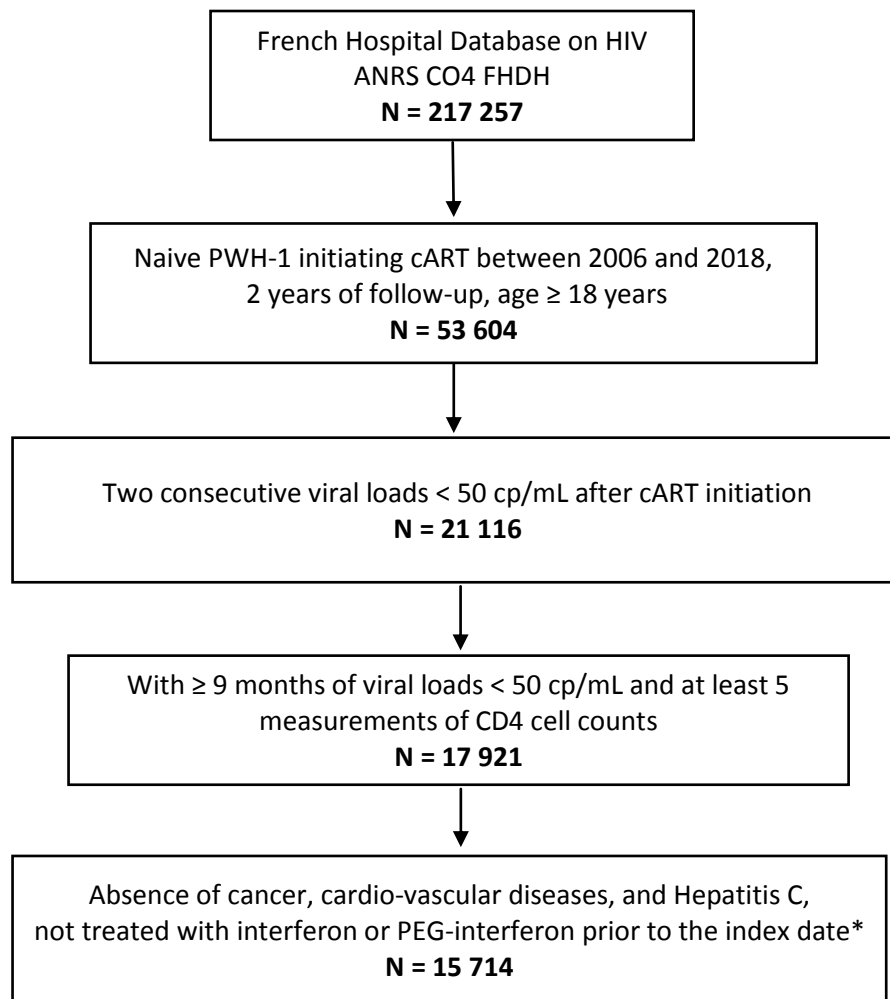 French Hospital Database on HIV
ANRS CO4 FHDH
N = 217 257
Naive PWH-1 initiating cART between 2006 and 2018,
2 years of follow-up, age ≥ 18 years
N = 53 604
Two consecutive viral loads < 50 cp/mL after cART initiation
N = 21 116
With ≥ 9 months of viral loads < 50 cp/mL and at least 5
measurements of CD4 cell counts
N = 17 921
Absence of cancer, cardio-vascular diseases, and Hepatitis C,
not treated with interferon or PEG-interferon prior to the index date*
N = 15 714